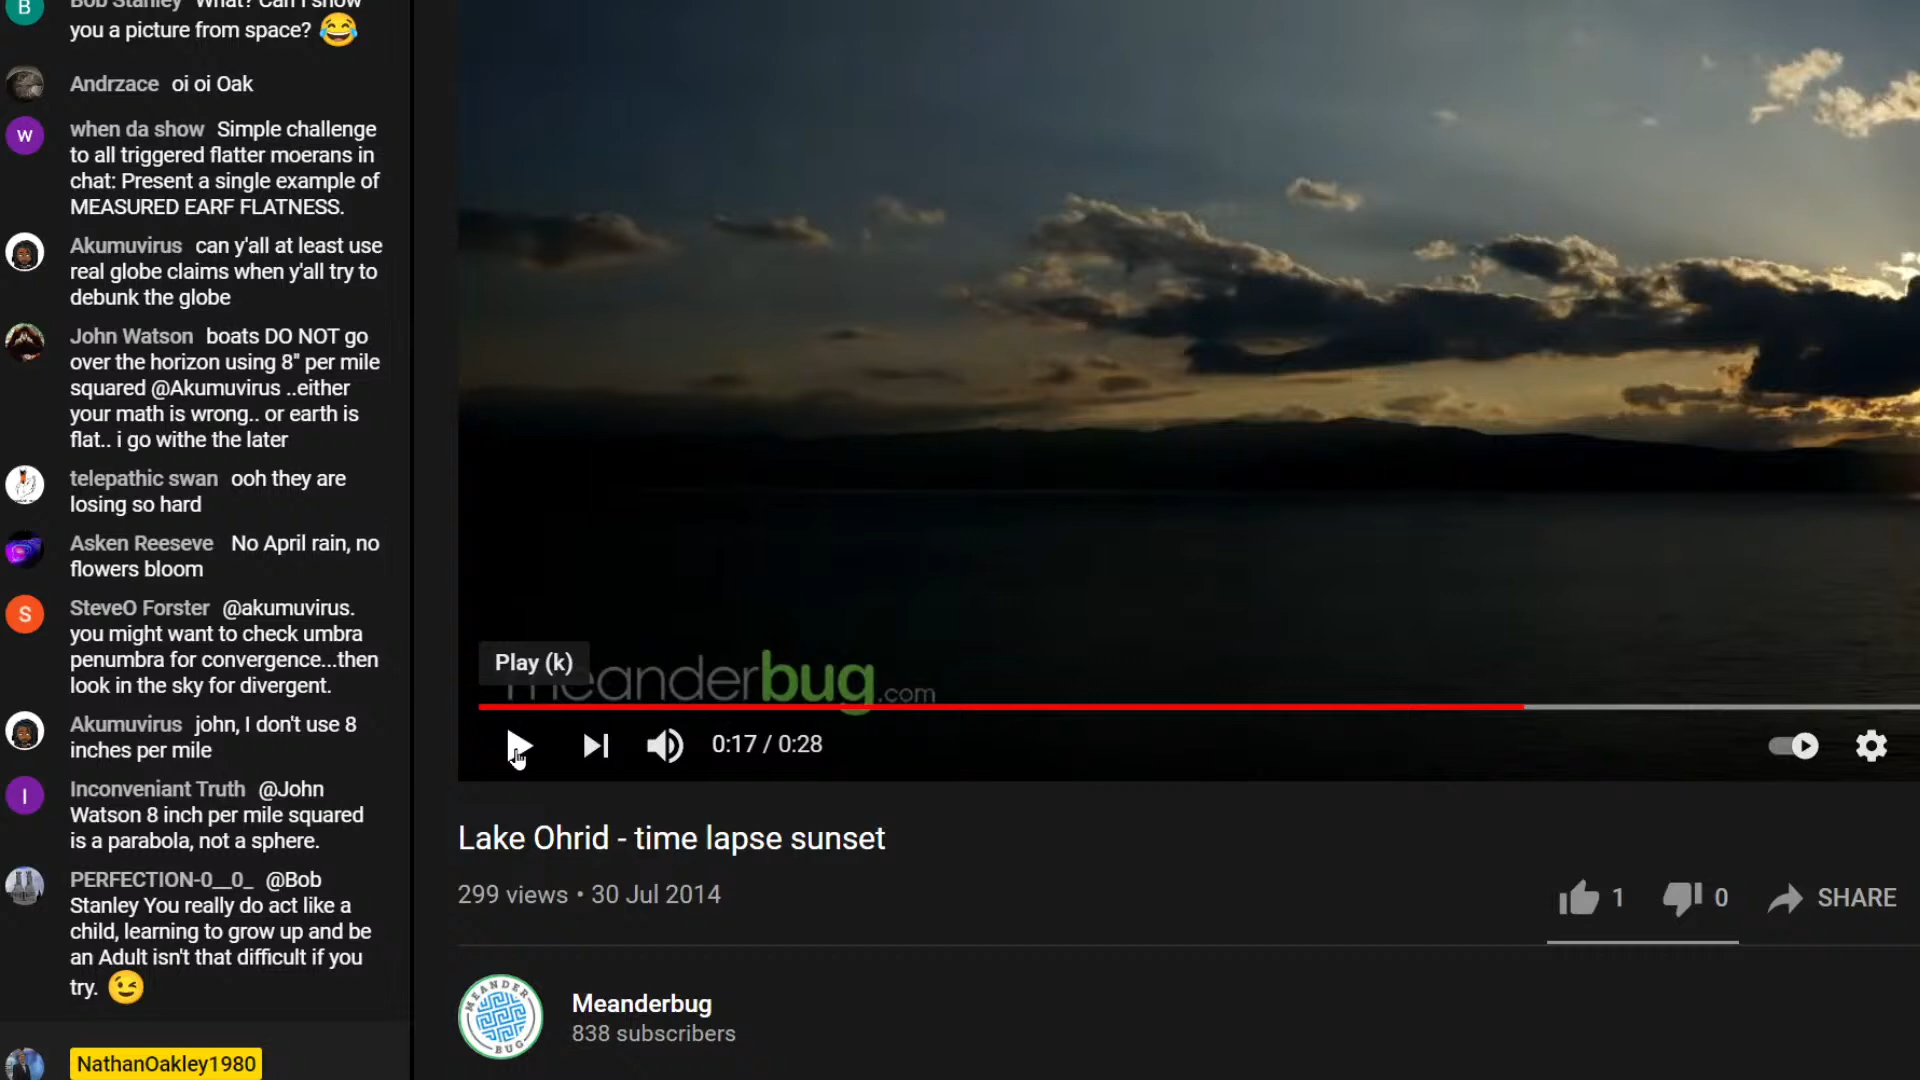 B Bob Stanley What? Can I show
you a picture from space? 😂
Andrzace oi oi Oak
W when da show Simple challenge
to all triggered flatter moerans in
chat: Present a single example of
MEASURED EARF FLATNESS.
Akumuvirus can y'all at least use
real globe claims when y'all try to
debunk the globe
John Watson boats DO NOT go
over the horizon using 8" per mile
squared @Akumuvirus ..either
your math is wrong.. or earth is
flat.. i go withe the later
telepathic swan ooh they are
losing so hard
Asken Reeseve No April rain, no
flowers bloom
S SteveO Forster @akumuvirus.
you might want to check umbra
penumbra for convergence...then
look in the sky for divergent.
Akumuvirus john, I don't use 8
inches per mile
I Inconveniant Truth @John
Watson 8 inch per mile squared
is a parabola, not a sphere.
PERFECTION-0__0_ @Bob
Stanley You really do act like a
child, learning to grow up and be
an Adult isn't that difficult if you
try. 😉
NathanOakley1980
Play (k)
meanderbug.com
0:17 / 0:28
Lake Ohrid - time lapse sunset
299 views • 30 Jul 2014
1 0 SHARE
MEANDER BUG
Meanderbug
838 subscribers